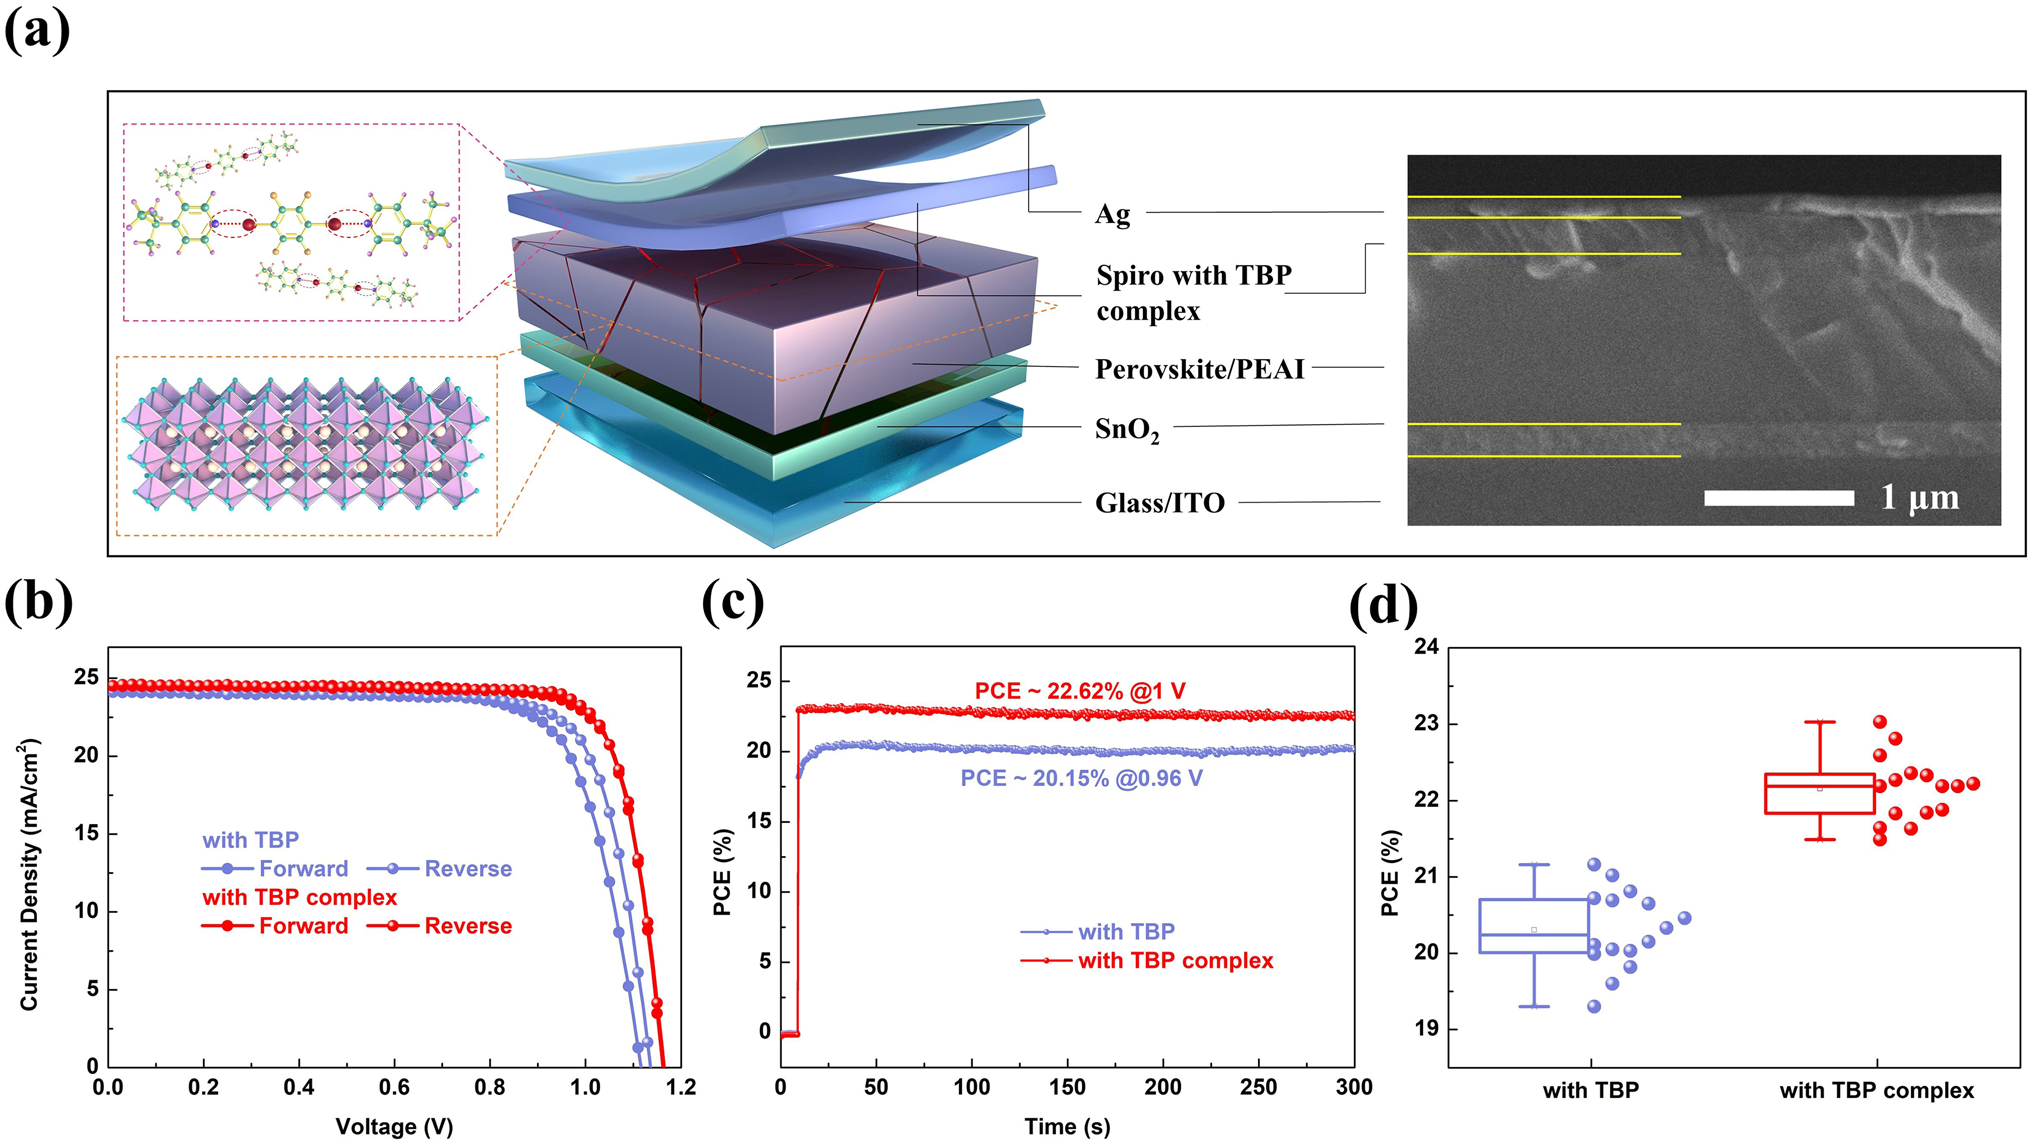 (a)
Ag
Spiro with TBP
complex
Perovskite/PEAI
SnO₂
Glass/ITO
1 μm
(b)
25
20
15
10
5
0
0.0 0.2 0.4 0.6 0.8 1.0 1.2
Current Density (mA/cm²)
Voltage (V)
with TBP
Forward Reverse
with TBP complex
Forward Reverse
(c)
25
20
15
10
5
0
0 50 100 150 200 250 300
PCE (%)
Time (s)
PCE ~ 22.62% @1 V
PCE ~ 20.15% @0.96 V
with TBP
with TBP complex
(d)
24
23
22
21
20
19
PCE (%)
with TBP with TBP complex